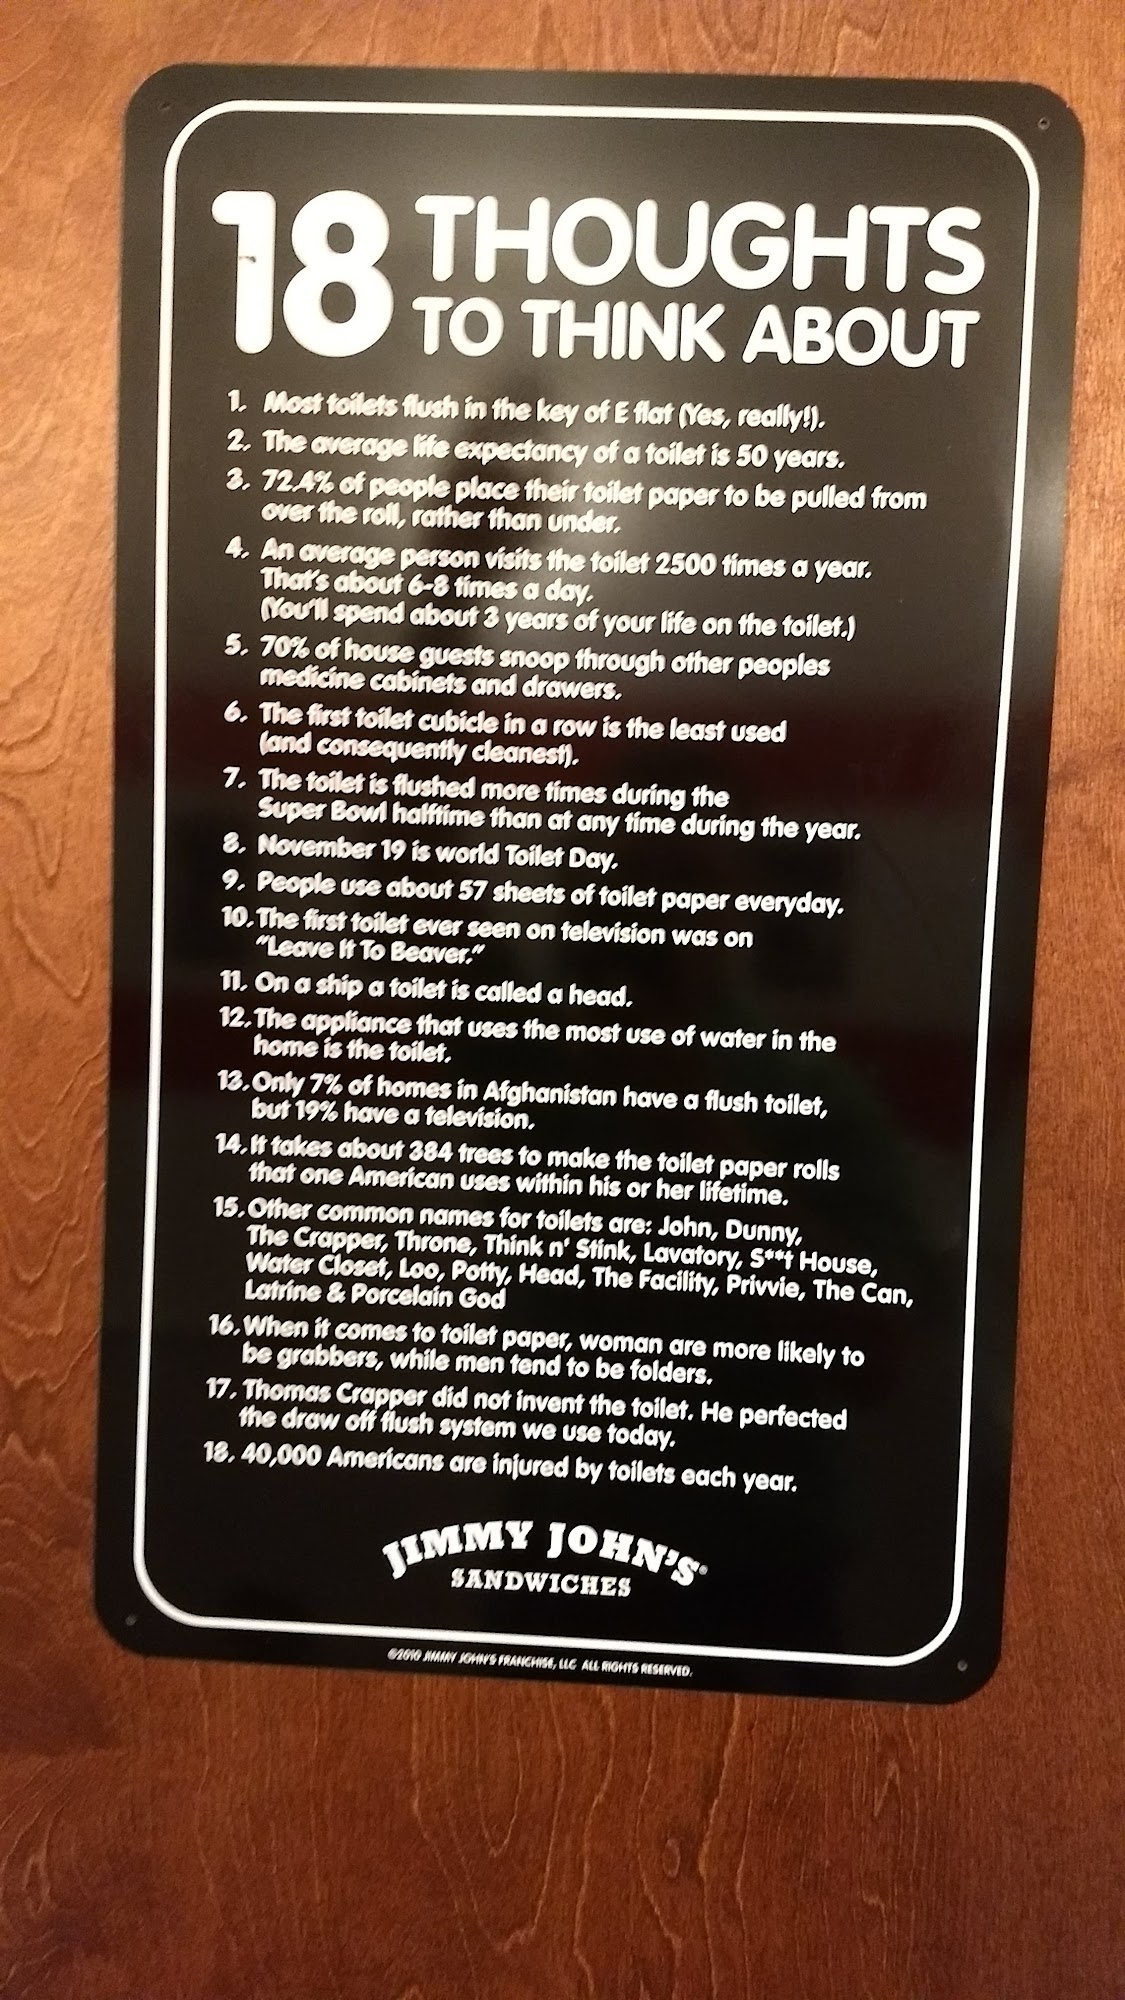 18 THOUGHTS
TO THINK ABOUT
1. Most toilets flush in the key of E flat (Yes, really!).
2. The average life expectancy of a toilet is 50 years.
3. 72.4% of people place their toilet paper to be pulled from
over the roll, rather than under.
4. An average person visits the toilet 2500 times a year.
That's about 6-8 times a day.
(You'll spend about 3 years of your life on the toilet.)
5. 70% of house guests snoop through other peoples
medicine cabinets and drawers.
6. The first toilet cubicle in a row is the least used
(and consequently cleanest).
7. The toilet is flushed more times during the
Super Bowl halftime than at any time during the year.
8. November 19 is world Toilet Day.
9. People use about 57 sheets of toilet paper everyday.
10. The first toilet ever seen on television was on
"Leave It To Beaver."
11. On a ship a toilet is called a head.
12. The appliance that uses the most use of water in the
home is the toilet.
13. Only 7% of homes in Afghanistan have a flush toilet,
but 19% have a television.
14. It takes about 384 trees to make the toilet paper rolls
that one American uses within his or her lifetime.
15. Other common names for toilets are: John, Dunny,
The Crapper, Throne, Think n' Stink, Lavatory, S**t House,
Water Closet, Loo, Potty, Head, The Facility, Privvie, The Can,
Latrine & Porcelain God
16. When it comes to toilet paper, woman are more likely to
be grabbers, while men tend to be folders.
17. Thomas Crapper did not invent the toilet. He perfected
the draw off flush system we use today.
18. 40,000 Americans are injured by toilets each year.
JIMMY JOHN'S®
SANDWICHES
©2010 JIMMY JOHN'S FRANCHISE, LLC ALL RIGHTS RESERVED.